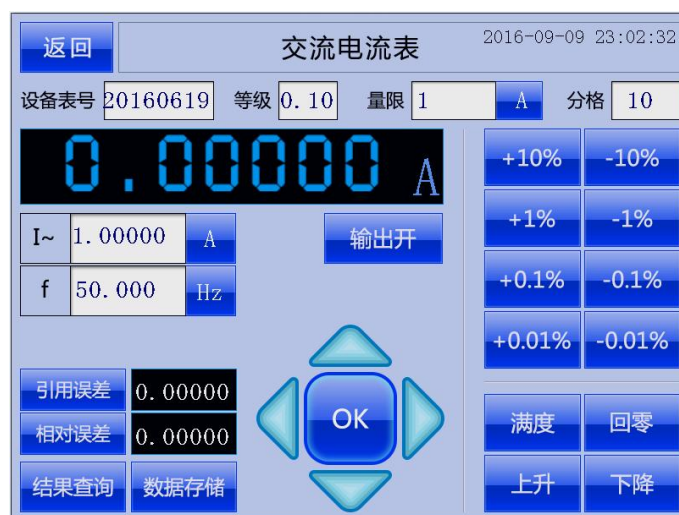 返回 交流电流表 2016-09-09 23:02:32
设备表号 20160619 等级 0.10 量限 1 A 分格 10
0.00000 A
+10% -10%
I~ 1.00000 A 输出开
+1% -1%
f 50.000 Hz
+0.1% -0.1%
+0.01% -0.01%
引用误差 0.00000
OK
满度 回零
相对误差 0.00000
结果查询 数据存储
上升 下降